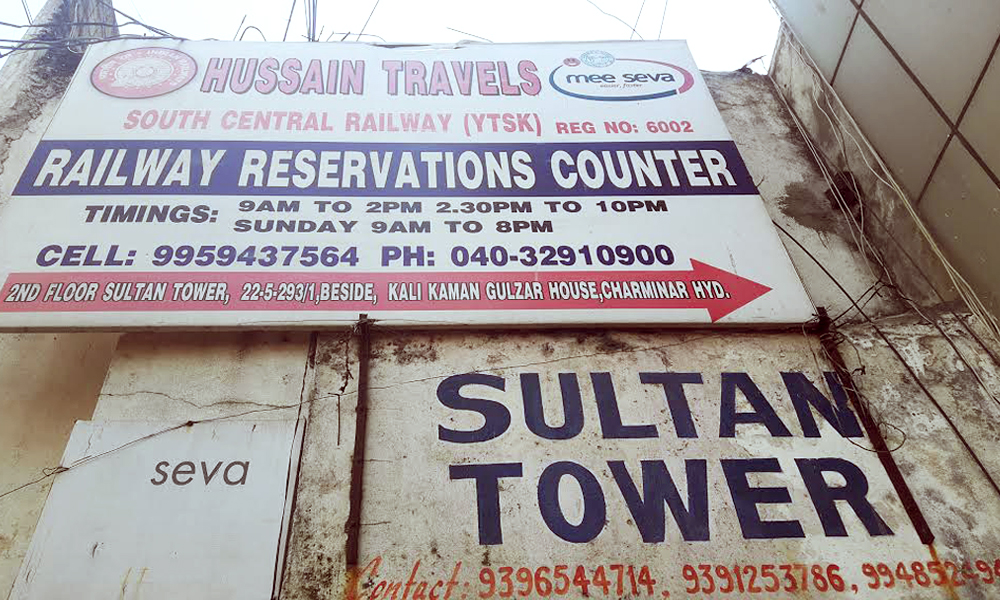 HUSSAIN TRAVELS
mee seva
SOUTH CENTRAL RAILWAY (YTSK) REG NO: 6002
RAILWAY RESERVATIONS COUNTER
TIMINGS: 9AM TO 2PM 2.30PM TO 10PM
SUNDAY 9AM TO 8PM
CELL: 9959437564 PH: 040-32910900
2ND FLOOR SULTAN TOWER, 22-5-293/1,BESIDE, KALI KAMAN GULZAR HOUSE,CHARMINAR HYD.
SULTAN
TOWER
seva
Contact: 9396544714, 9391253786, 99485249